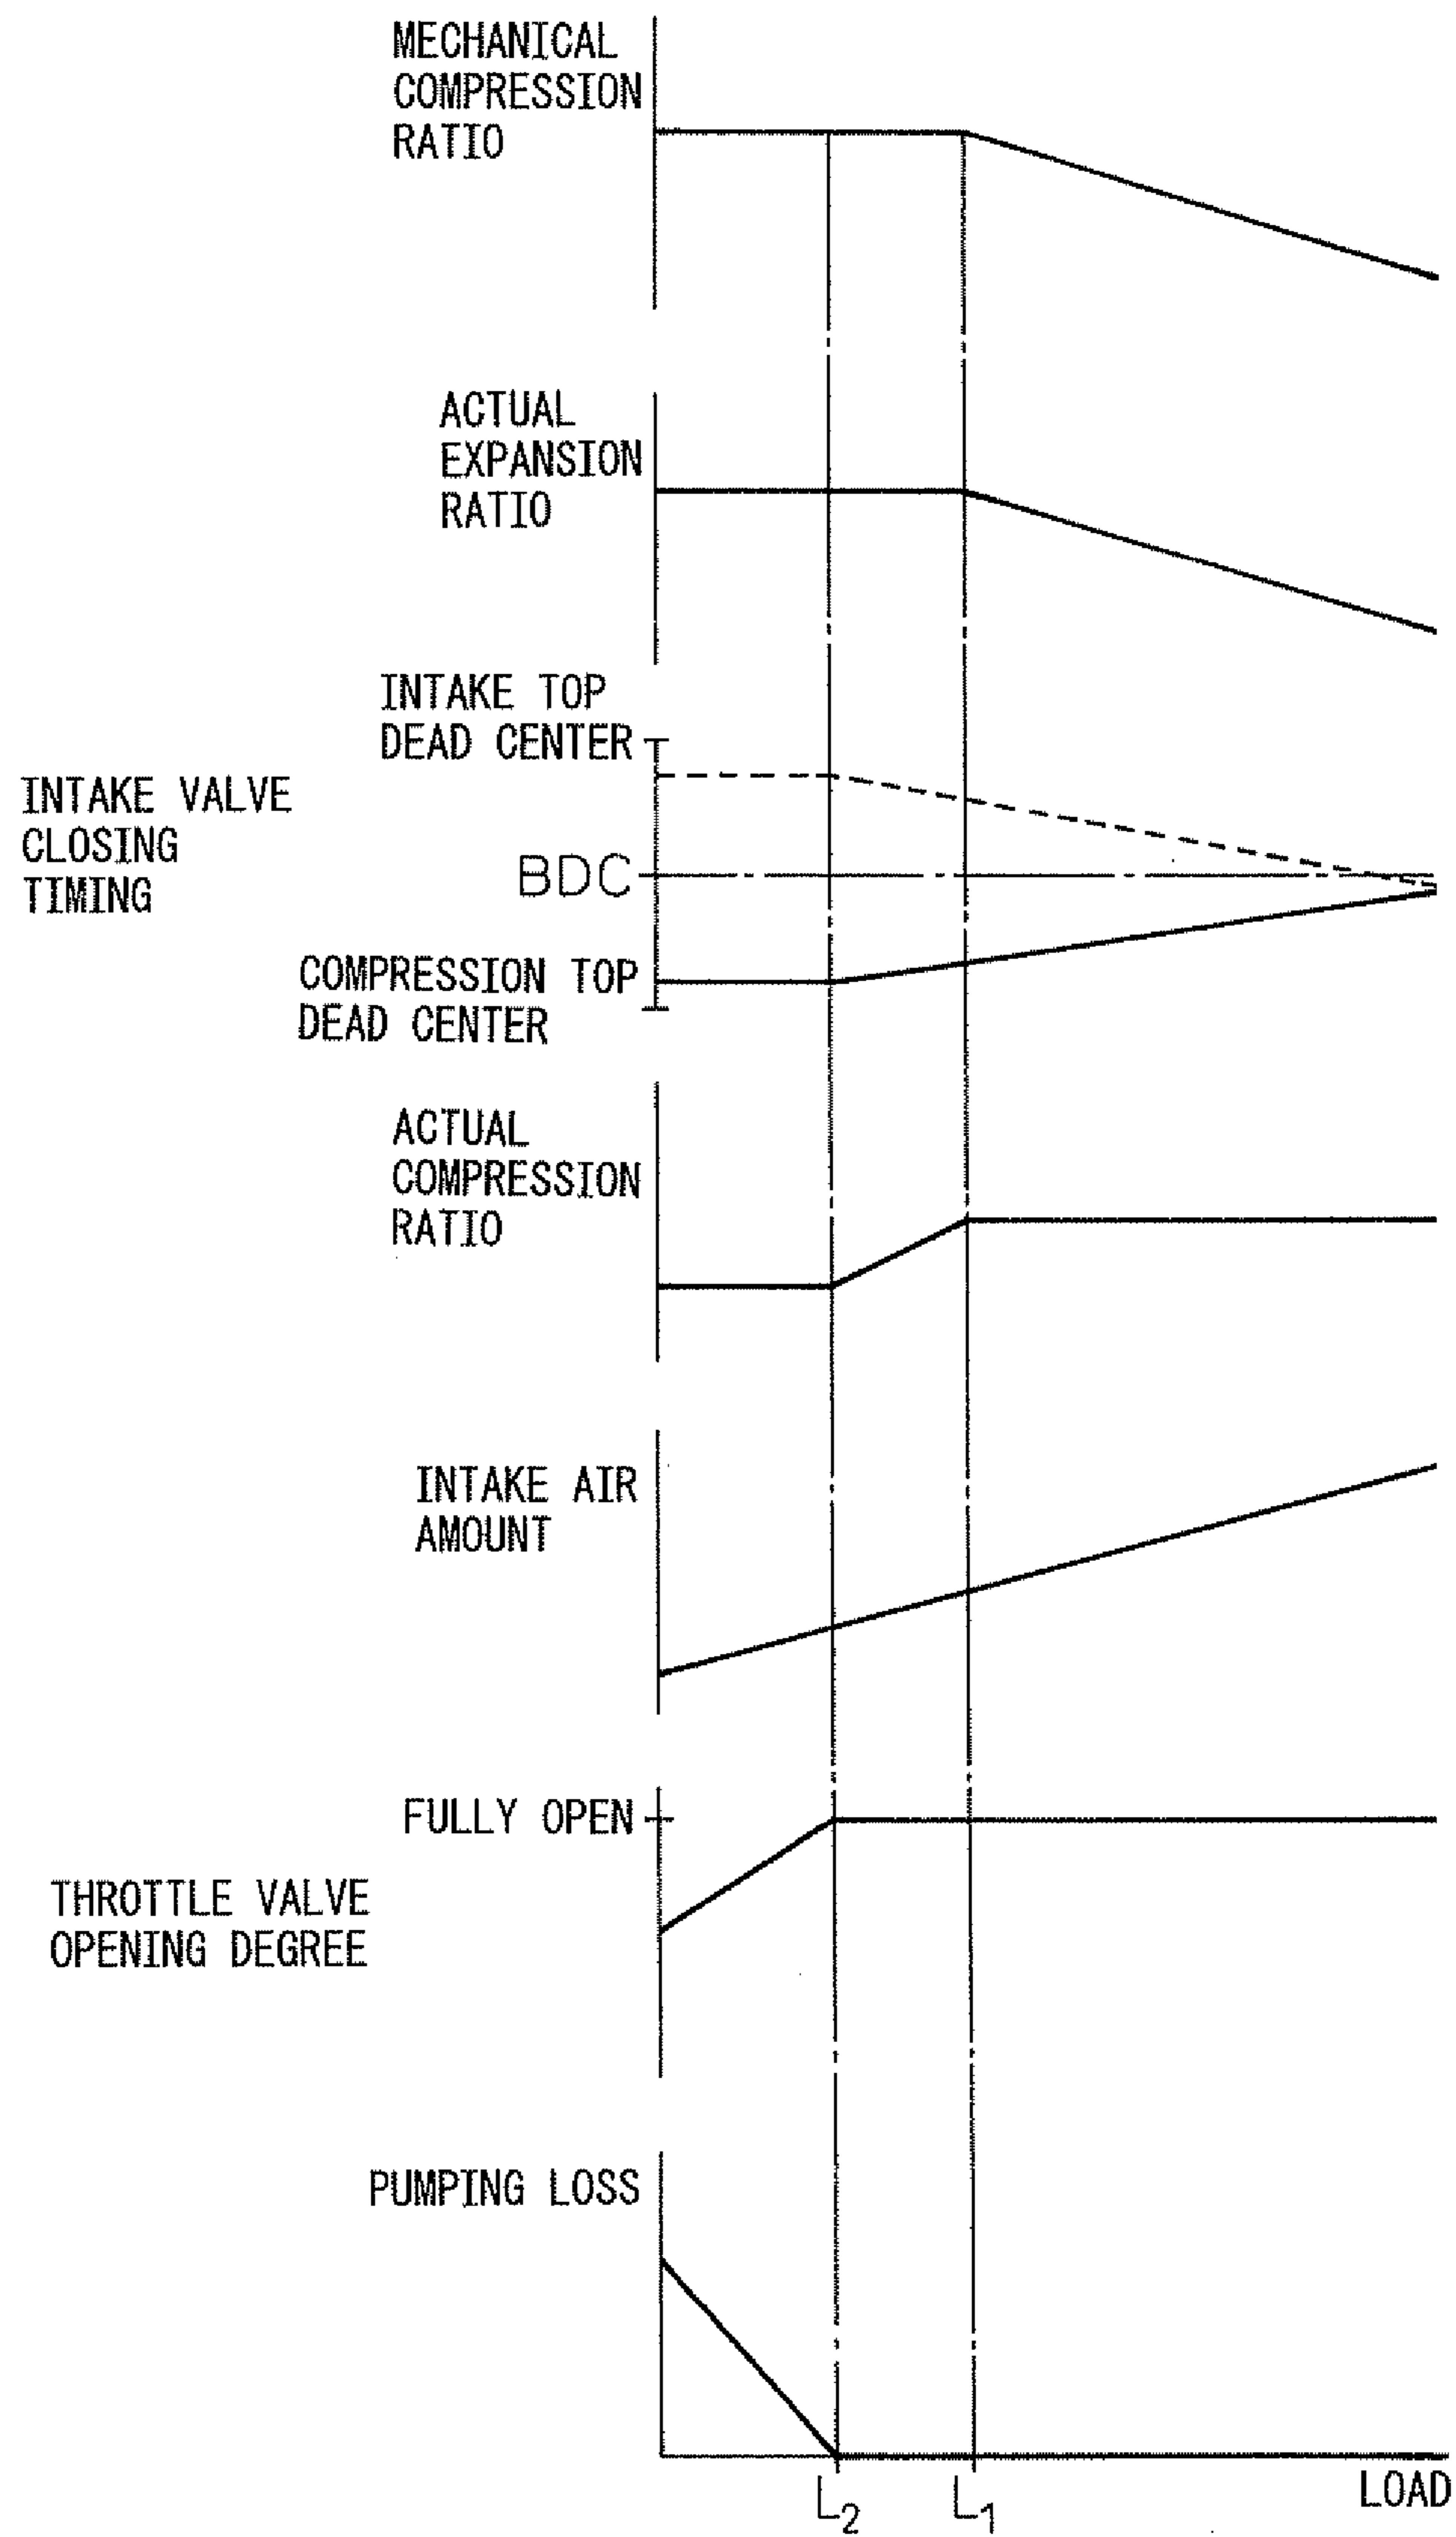 MECHANICAL
COMPRESSION
RATIO
ACTUAL
EXPANSION
RATIO
INTAKE TOP
DEAD CENTER
INTAKE VALVE
CLOSING
TIMING
BDC
COMPRESSION TOP
DEAD CENTER
ACTUAL
COMPRESSION
RATIO
INTAKE AIR
AMOUNT
FULLY OPEN
THROTTLE VALVE
OPENING DEGREE
PUMPING LOSS
L2
L1
LOAD